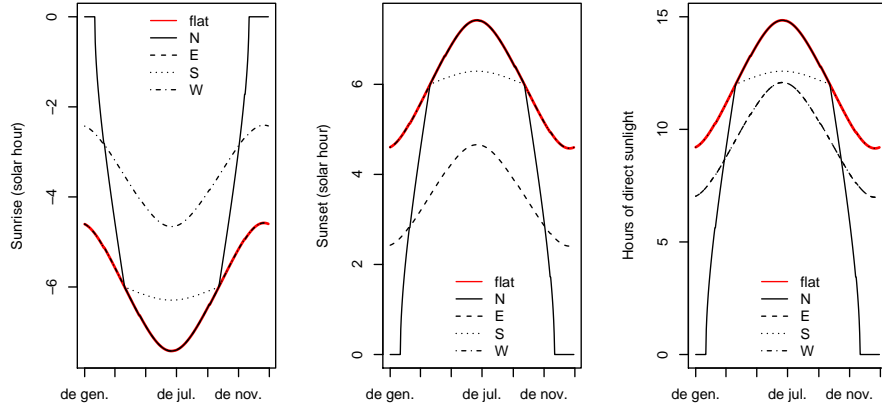 Sunrise (solar hour)
0
−2
−4
−6
flat
N
E
S
W
de gen.
de jul.
de nov.
Sunset (solar hour)
6
4
2
0
flat
N
E
S
W
de gen.
de jul.
de nov.
Hours of direct sunlight
15
10
5
0
flat
N
E
S
W
de gen.
de jul.
de nov.